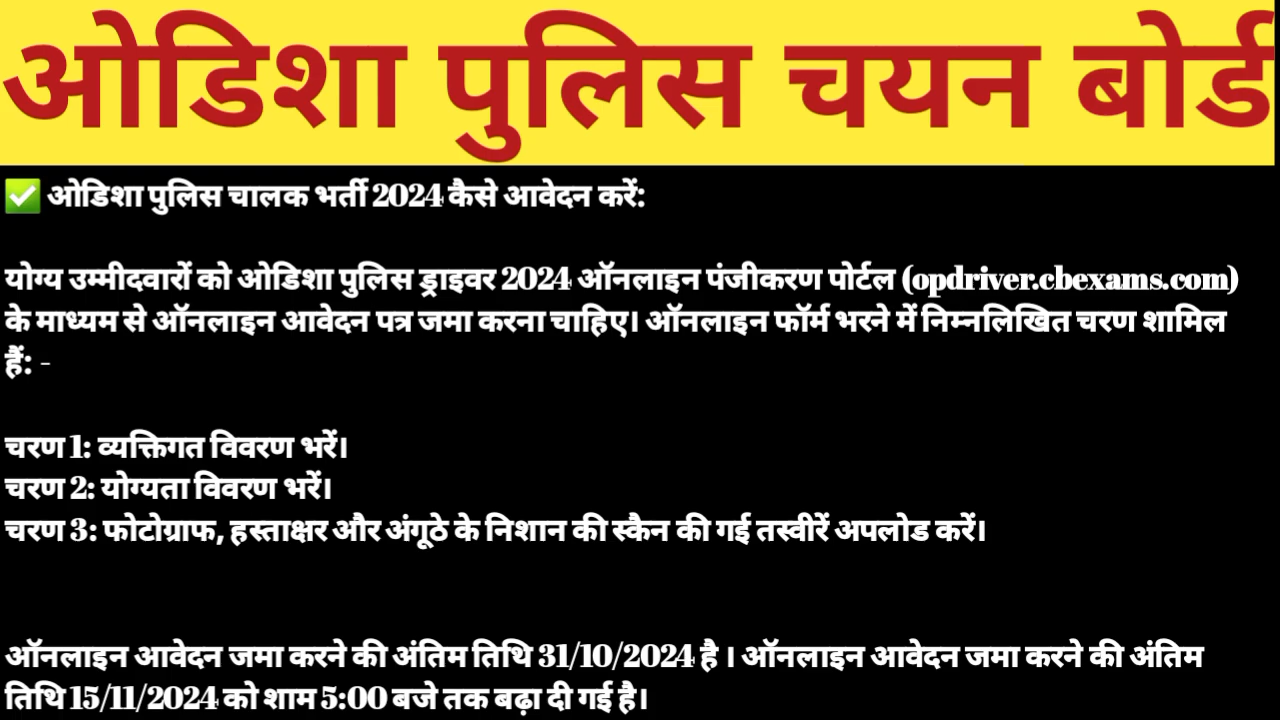 ओडिशा पुलिस चयन बोर्ड
✅ ओडिशा पुलिस चालक भर्ती 2024 कैसे आवेदन करें:
योग्य उम्मीदवारों को ओडिशा पुलिस ड्राइवर 2024 ऑनलाइन पंजीकरण पोर्टल (opdriver.cbexams.com)
के माध्यम से ऑनलाइन आवेदन पत्र जमा करना चाहिए। ऑनलाइन फॉर्म भरने में निम्नलिखित चरण शामिल
हैं: -
चरण 1: व्यक्तिगत विवरण भरें।
चरण 2: योग्यता विवरण भरें।
चरण 3: फोटोग्राफ, हस्ताक्षर और अंगूठे के निशान की स्कैन की गई तस्वीरें अपलोड करें।
ऑनलाइन आवेदन जमा करने की अंतिम तिथि 31/10/2024 है । ऑनलाइन आवेदन जमा करने की अंतिम
तिथि 15/11/2024 को शाम 5:00 बजे तक बढ़ा दी गई है।